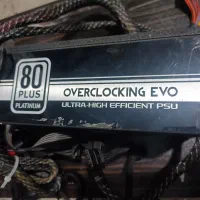 80
PLUS
PLATINUM
OVERCLOCKING EVO
ULTRA-HIGH EFFICIENT PSU